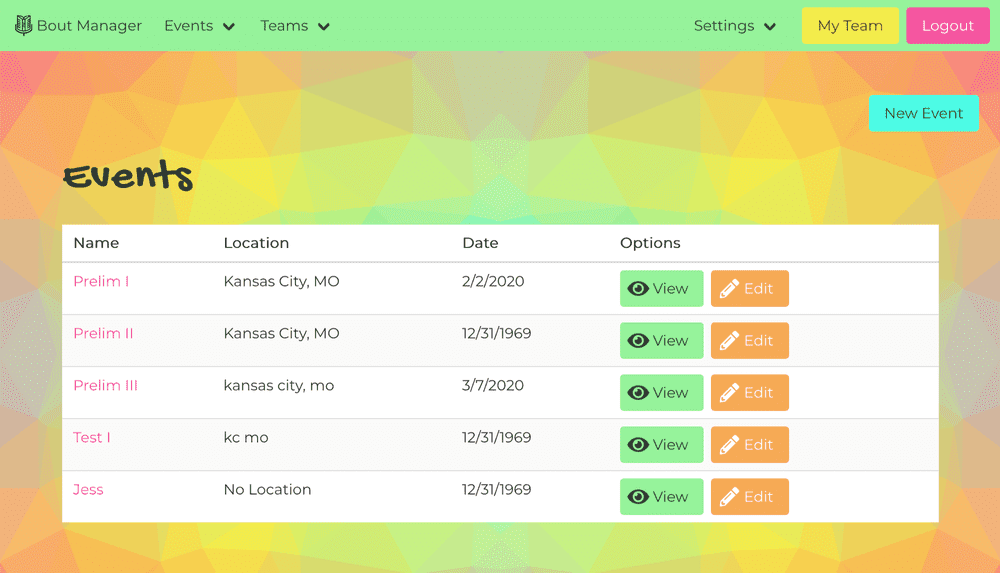 Bout Manager Events Teams Settings My Team Logout
New Event
Events
Name Location Date Options
Prelim I Kansas City, MO 2/2/2020 View Edit
Prelim II Kansas City, MO 12/31/1969 View Edit
Prelim III kansas city, mo 3/7/2020 View Edit
Test I kc mo 12/31/1969 View Edit
Jess No Location 12/31/1969 View Edit